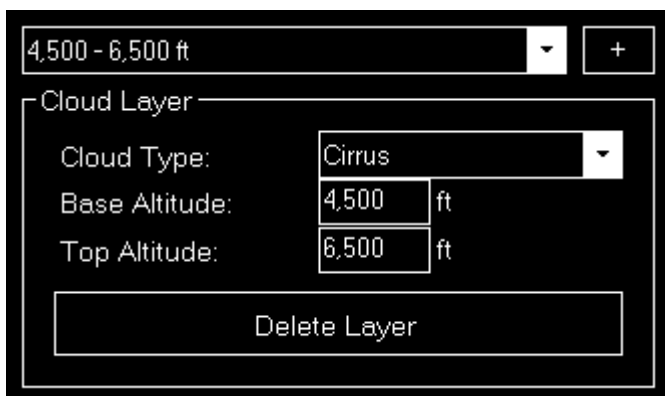 4,500 - 6,500 ft +
Cloud Layer
Cloud Type: Cirrus
Base Altitude: 4,500 ft
Top Altitude: 6,500 ft
Delete Layer